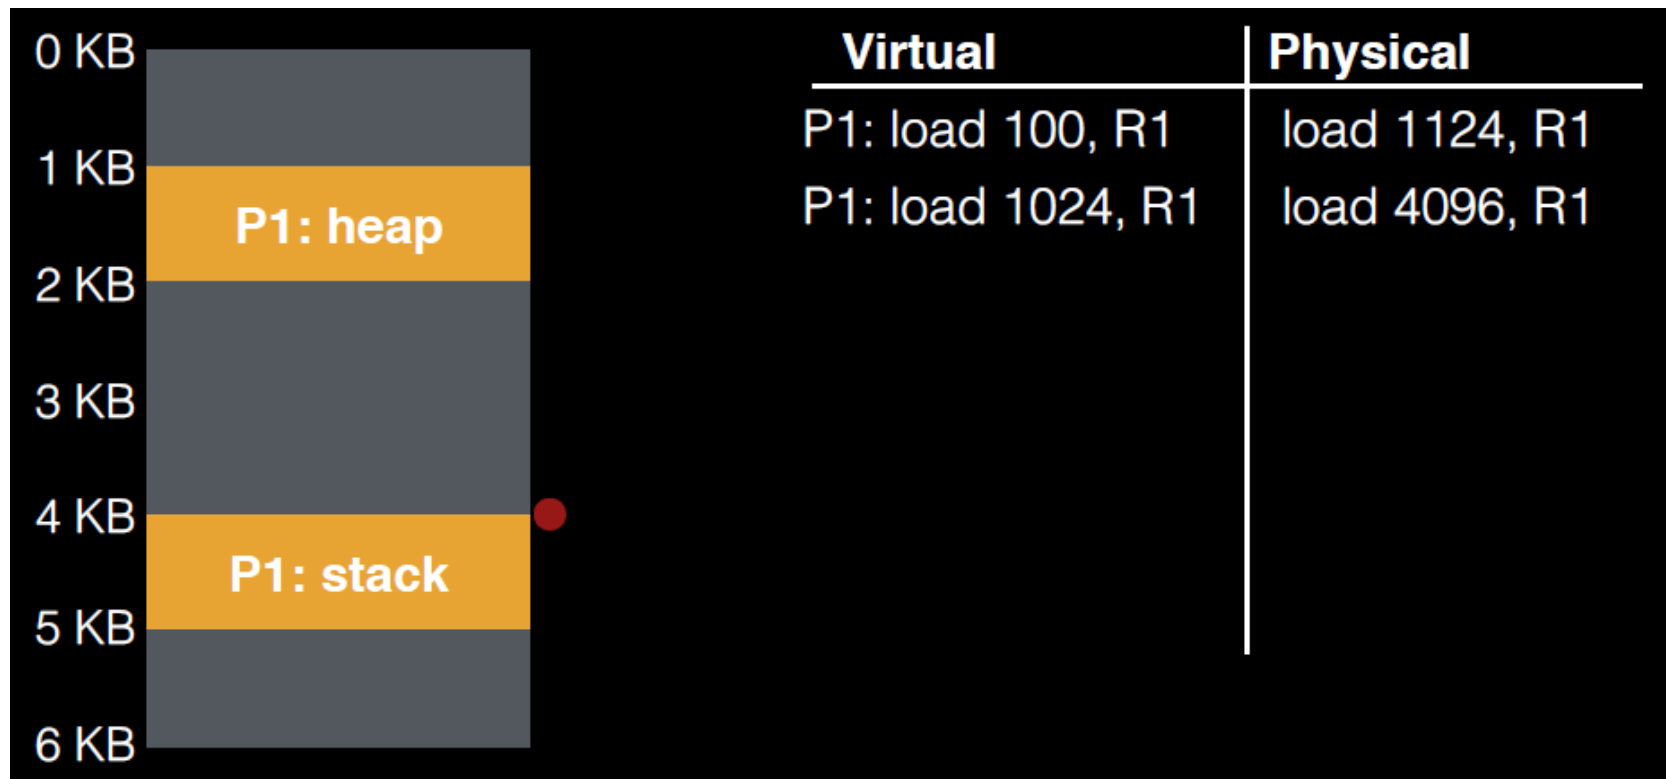 0 KB
1 KB
P1: heap
2 KB
3 KB
4 KB
P1: stack
5 KB
6 KB
Virtual Physical
P1: load 100, R1 load 1124, R1
P1: load 1024, R1 load 4096, R1